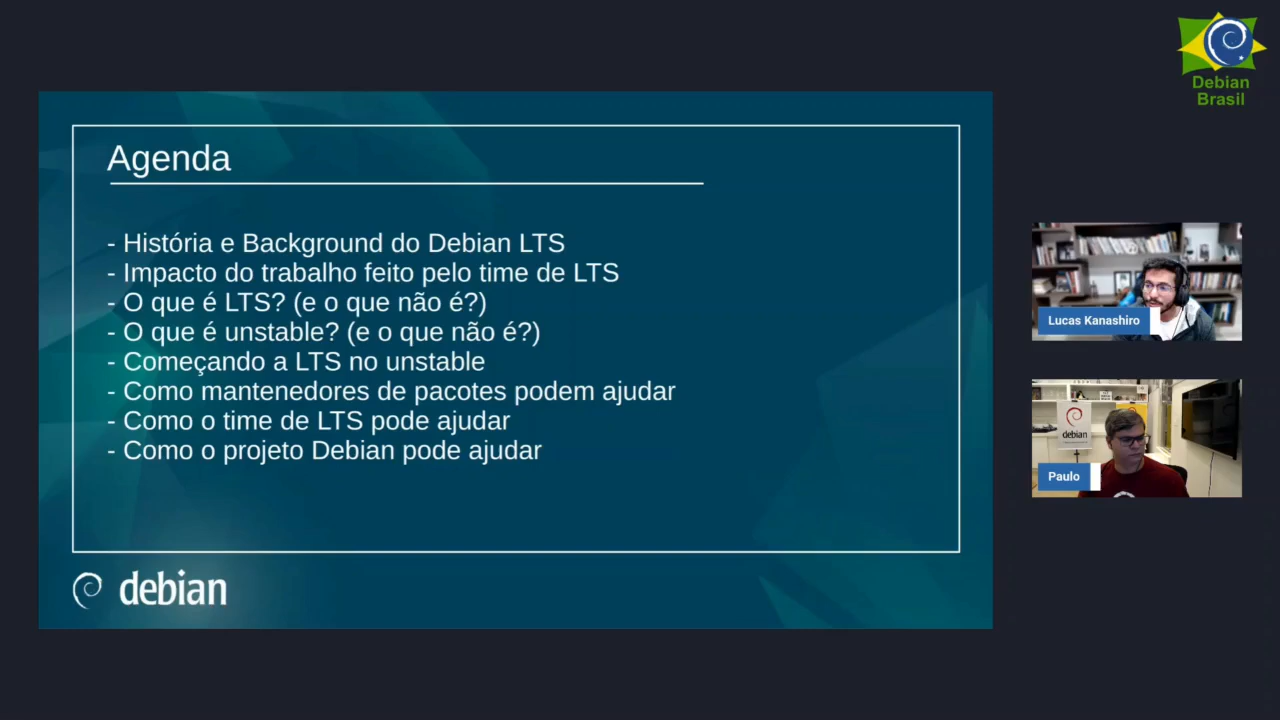 Debian
Brasil
Agenda
- História e Background do Debian LTS
- Impacto do trabalho feito pelo time de LTS
- O que é LTS? (e o que não é?)
- O que é unstable? (e o que não é?)
- Começando a LTS no unstable
- Como mantenedores de pacotes podem ajudar
- Como o time de LTS pode ajudar
- Como o projeto Debian pode ajudar
debian
Lucas Kanashiro
debian
Paulo